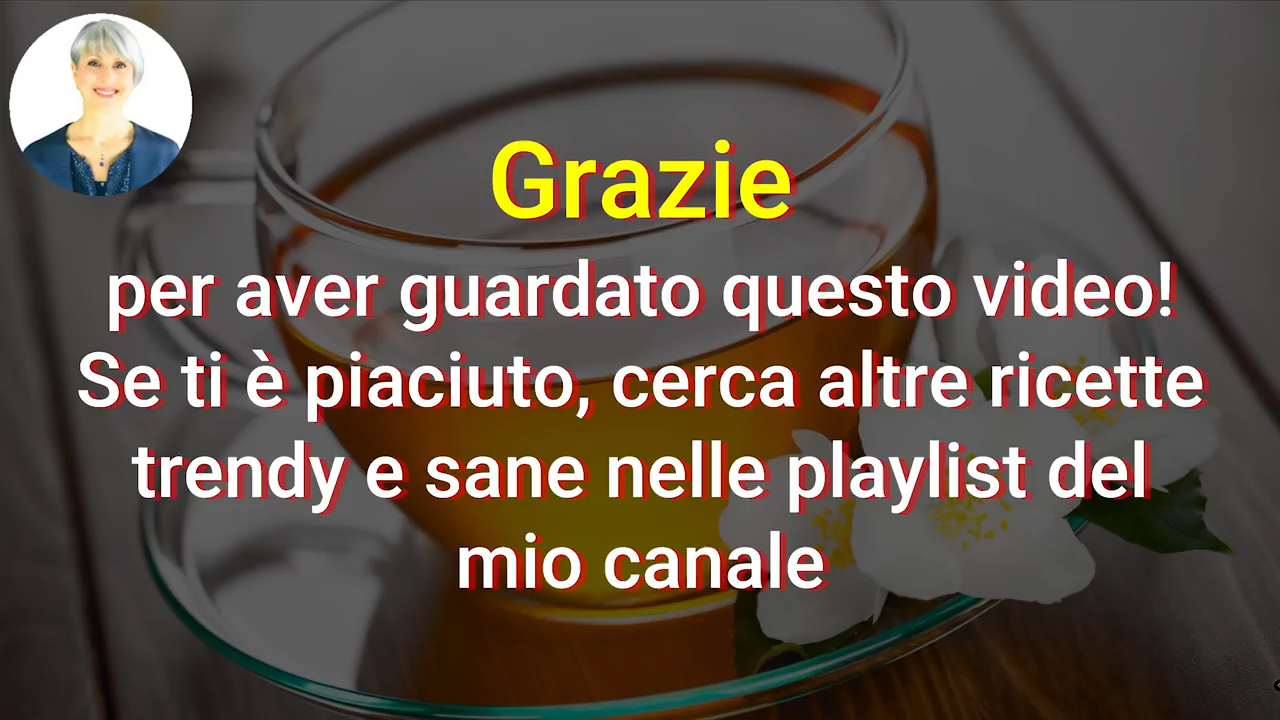 Grazie
per aver guardato questo video!
Se ti è piaciuto, cerca altre ricette
trendy e sane nelle playlist del
mio canale